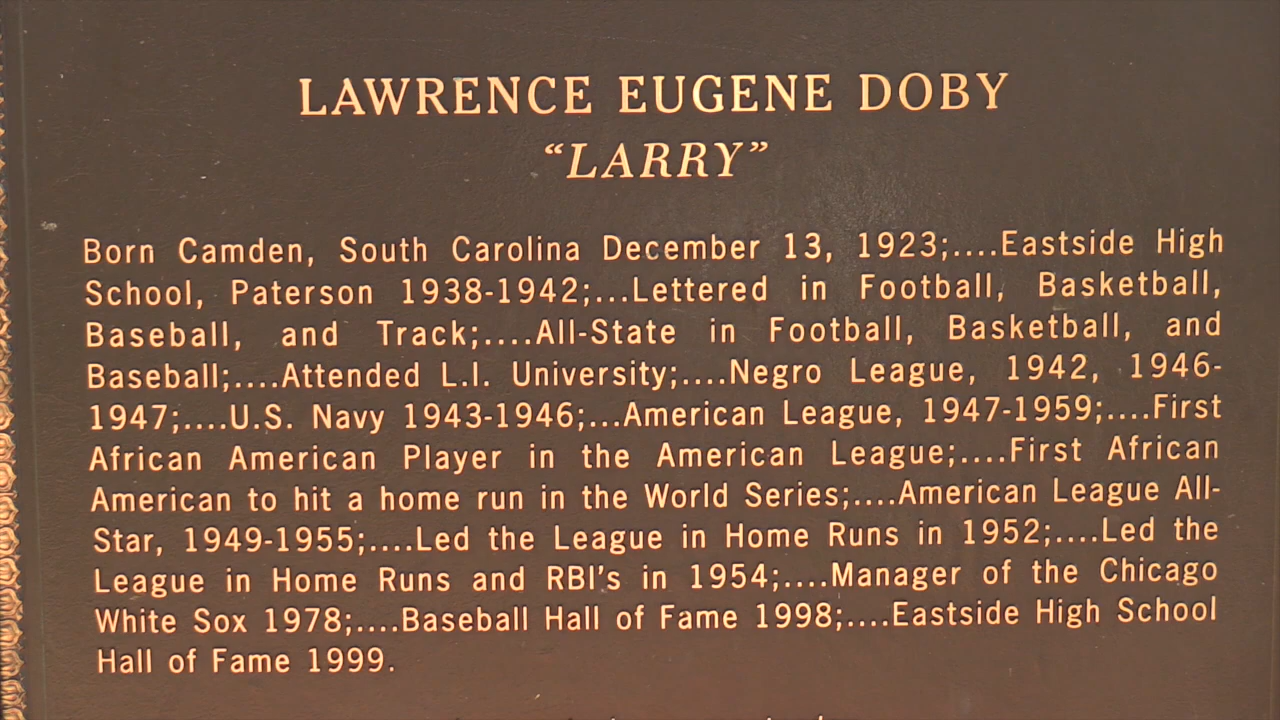 LAWRENCE EUGENE DOBY
“LARRY”
Born Camden, South Carolina December 13, 1923;....Eastside High
School, Paterson 1938-1942;...Lettered in Football, Basketball,
Baseball, and Track;....All-State in Football, Basketball, and
Baseball;....Attended L.I. University;....Negro League, 1942, 1946-
1947;....U.S. Navy 1943-1946;...American League, 1947-1959;....First
African American Player in the American League;....First African
American to hit a home run in the World Series;....American League All-
Star, 1949-1955;....Led the League in Home Runs in 1952;....Led the
League in Home Runs and RBI’s in 1954;....Manager of the Chicago
White Sox 1978;....Baseball Hall of Fame 1998;....Eastside High School
Hall of Fame 1999.